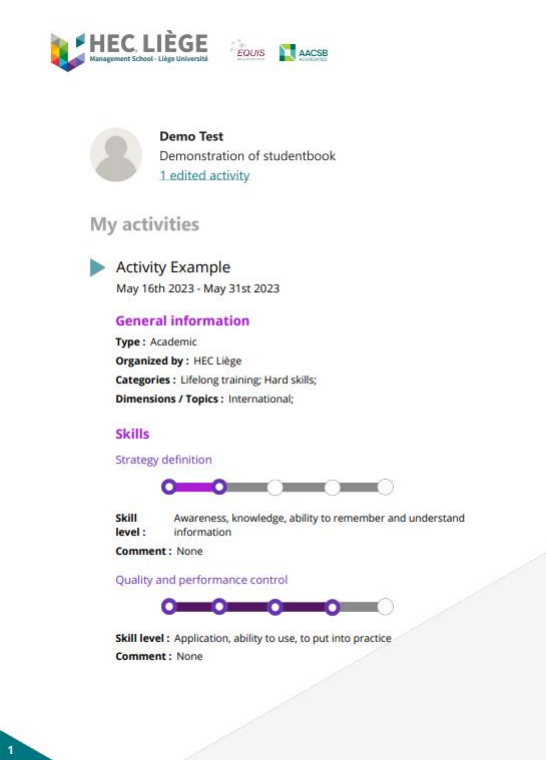 HEC LIÈGE
Management School - Liège Université
EQUIS
AACSB
ACCREDITED
Demo Test
Demonstration of studentbook
1 edited activity
My activities
Activity Example
May 16th 2023 - May 31st 2023
General information
Type : Academic
Organized by : HEC Liège
Categories : Lifelong training; Hard skills;
Dimensions / Topics : International;
Skills
Strategy definition
Skill level : Awareness, knowledge, ability to remember and understand
information
Comment : None
Quality and performance control
Skill level : Application, ability to use, to put into practice
Comment : None
1